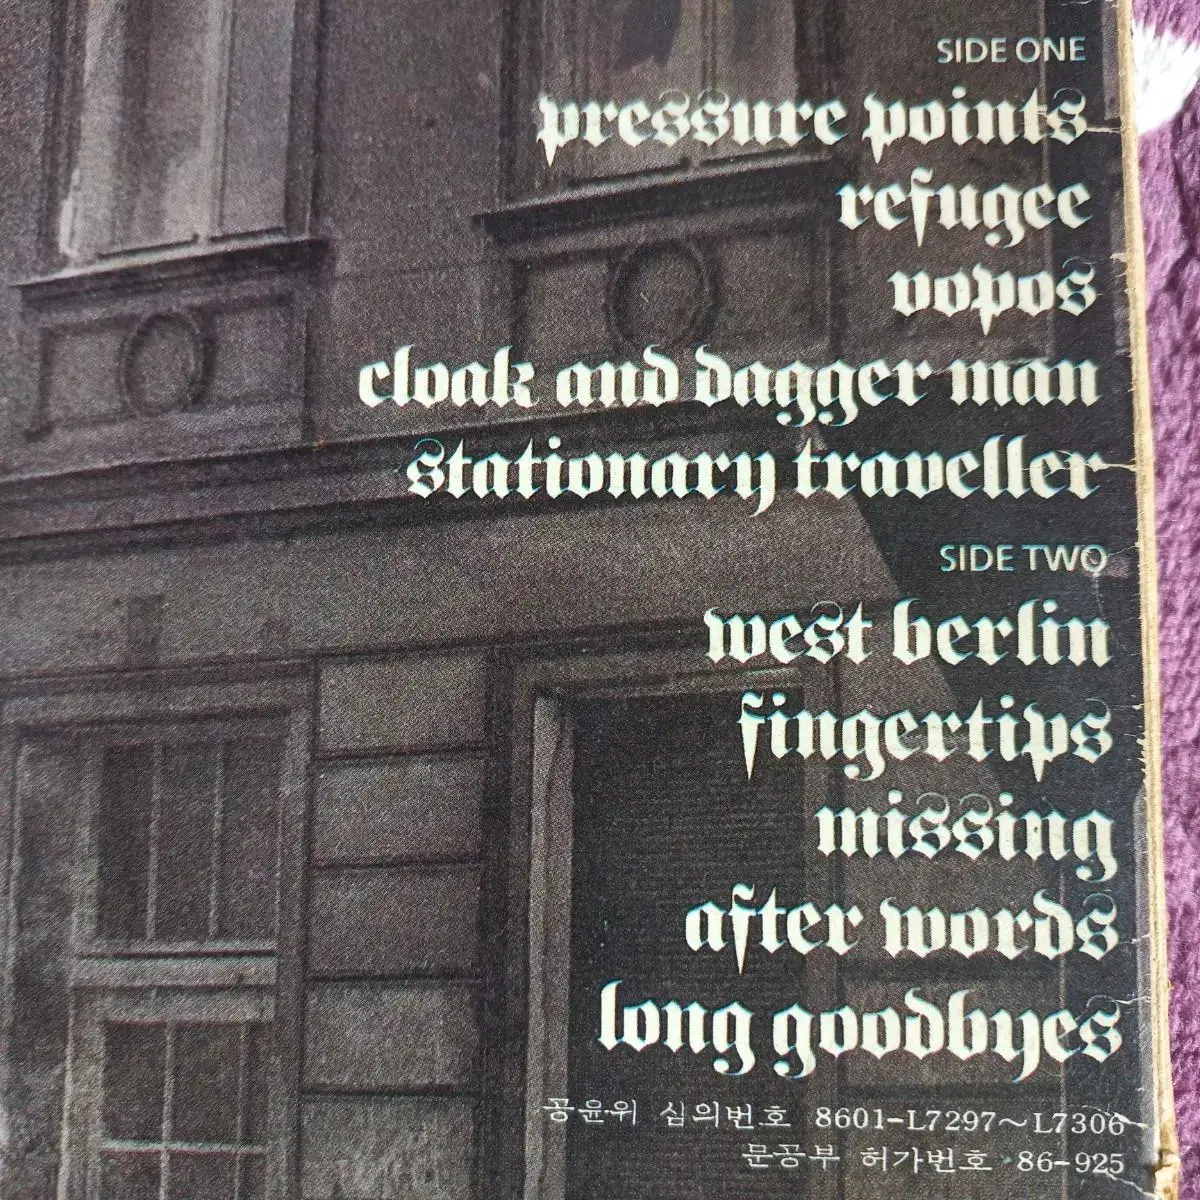 SIDE ONE
pressure points
refugee
vopos
cloak and dagger man
stationary traveller
SIDE TWO
west berlin
fingertips
missing
after words
long goodbyes
공윤위 심의번호 8601-L7297~L7306
문공부 허가번호 86-925